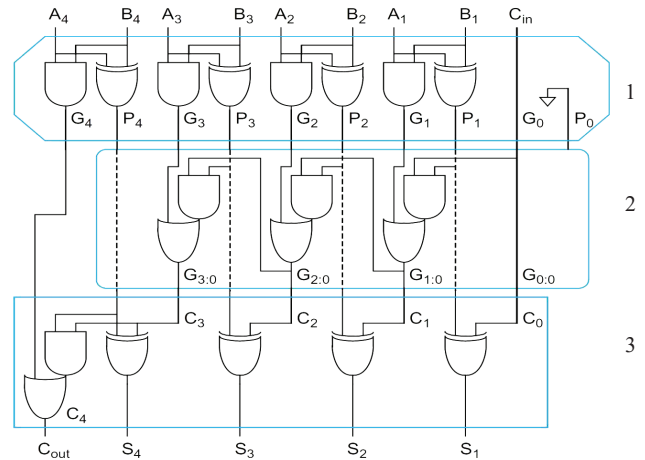 A4 B4 A3 B3 A2 B2 A1 B1 Cin
1
G4 P4 G3 P3 G2 P2 G1 P1 G0 P0
2
G3:0 G2:0 G1:0 G0:0
C3 C2 C1 C0
3
C4
Cout S4 S3 S2 S1